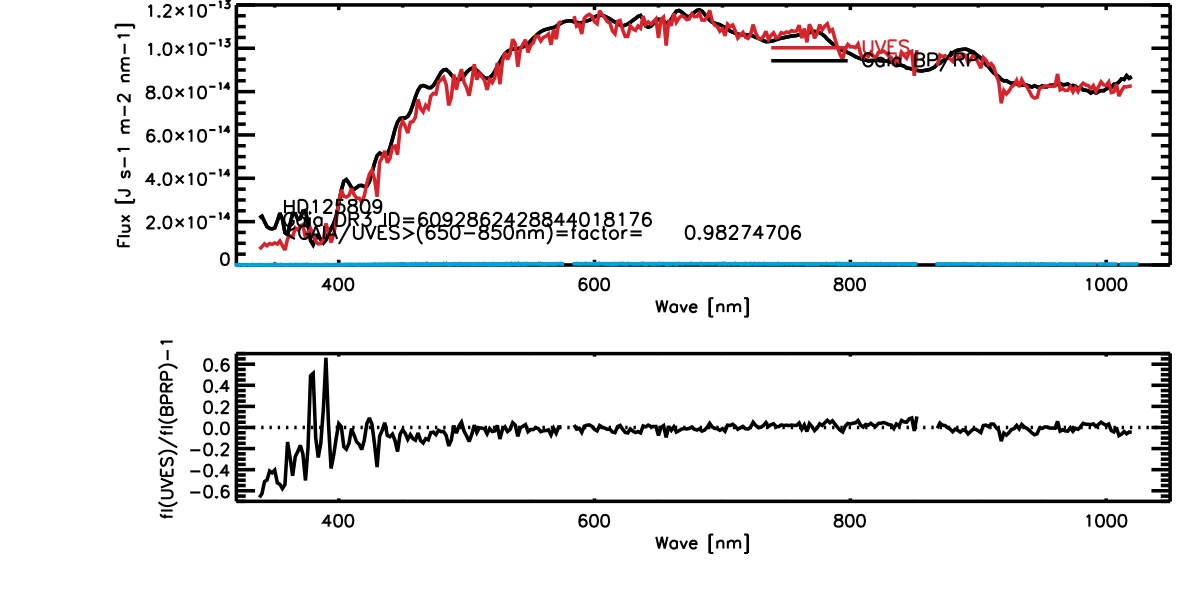 1.2×10−13
1.0×10−13
8.0×10−14
6.0×10−14
4.0×10−14
2.0×10−14
0
Flux [J s−1 m−2 nm−1]
UVES
Gaia BP/RP
HD125809
Gaia DR3 ID=6092862428844018176
<GAIA/UVES>(650−850nm)=factor= 0.98274706
400 600 800 1000
Wave [nm]
fl(UVES)/fl(BPRP)−1
0.6
0.4
0.2
0.0
−0.2
−0.4
−0.6
400 600 800 1000
Wave [nm]